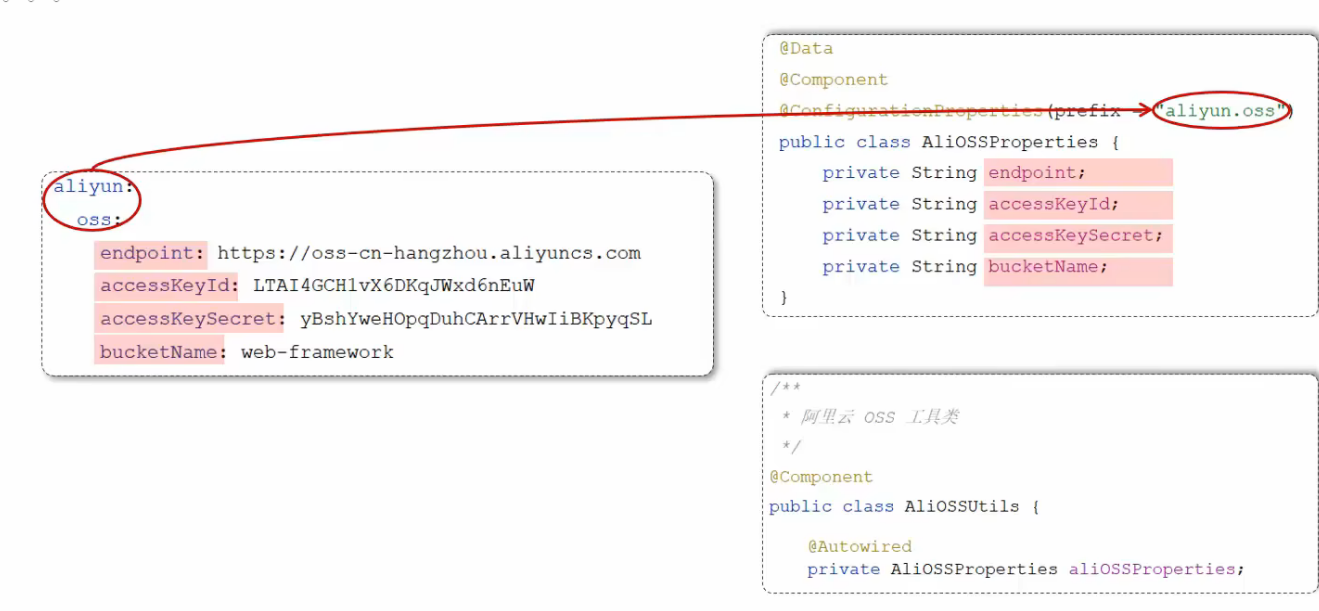 aliyun:
oss:
endpoint: https://oss-cn-hangzhou.aliyuncs.com
accessKeyId: LTAI4GCH1vX6DKqJWxd6nEuW
accessKeySecret: yBshYweHOpqDuhCArrVHwIiBKpyqSL
bucketName: web-framework
@Data
@Component
@ConfigurationProperties(prefix = "aliyun.oss")
public class AliOSSProperties {
private String endpoint;
private String accessKeyId;
private String accessKeySecret;
private String bucketName;
}
/**
* 阿里云 OSS 工具类
*/
@Component
public class AliOSSUtils {
@Autowired
private AliOSSProperties aliOSSProperties;